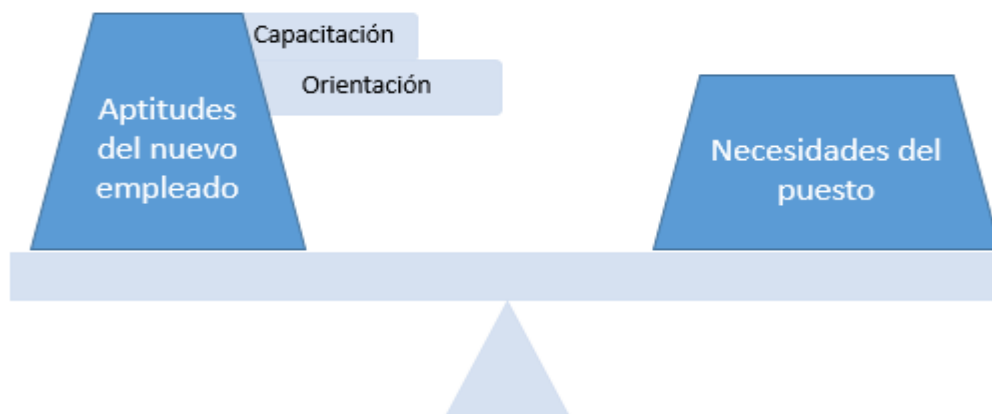 Capacitación
Orientación
Aptitudes
del nuevo
empleado
Necesidades del
puesto